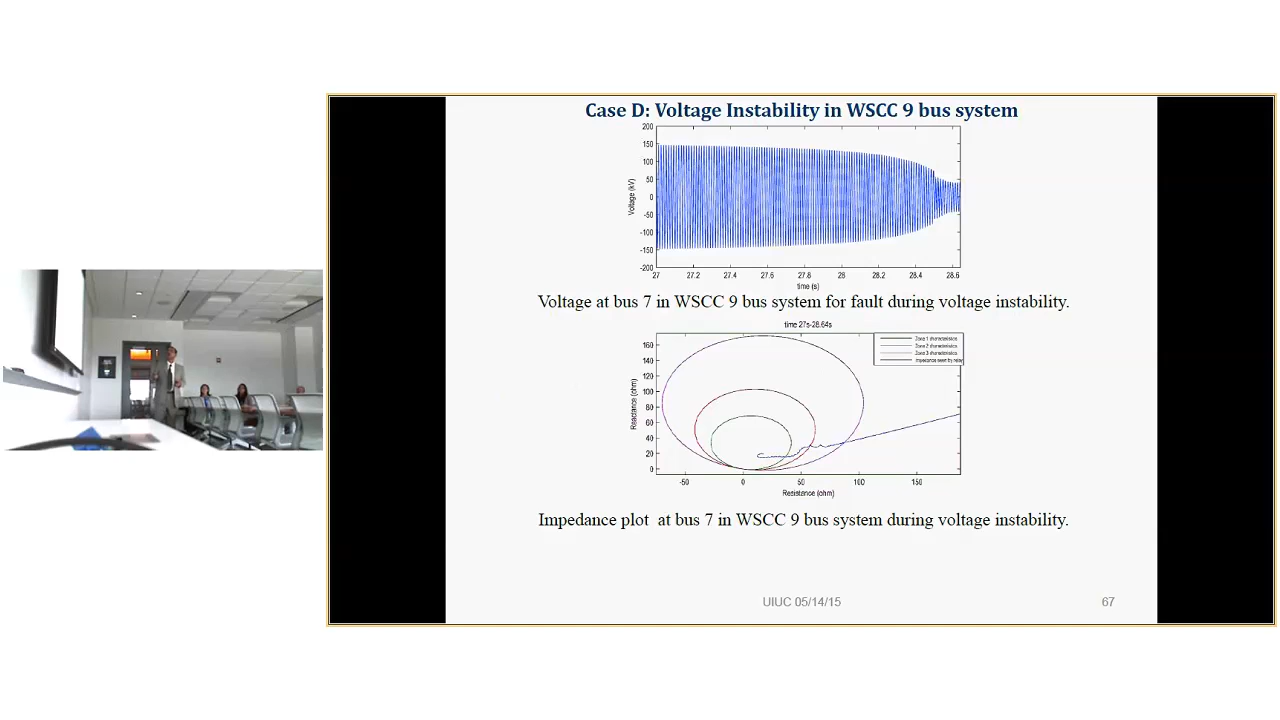 Case D: Voltage Instability in WSCC 9 bus system
200
150
100
50
0
-50
-100
-150
-200
Voltage (kV)
27 27.2 27.4 27.6 27.8 28 28.2 28.4 28.6
time (s)
Voltage at bus 7 in WSCC 9 bus system for fault during voltage instability.
time 27s-28.64s
Zone 1 characteristics
Zone 2 characteristics
Zone 3 characteristics
Impedance seen by relay
160
140
120
100
80
60
40
20
0
Reactance (ohm)
-50 0 50 100 150
Resistance (ohm)
Impedance plot at bus 7 in WSCC 9 bus system during voltage instability.
UIUC 05/14/15 67